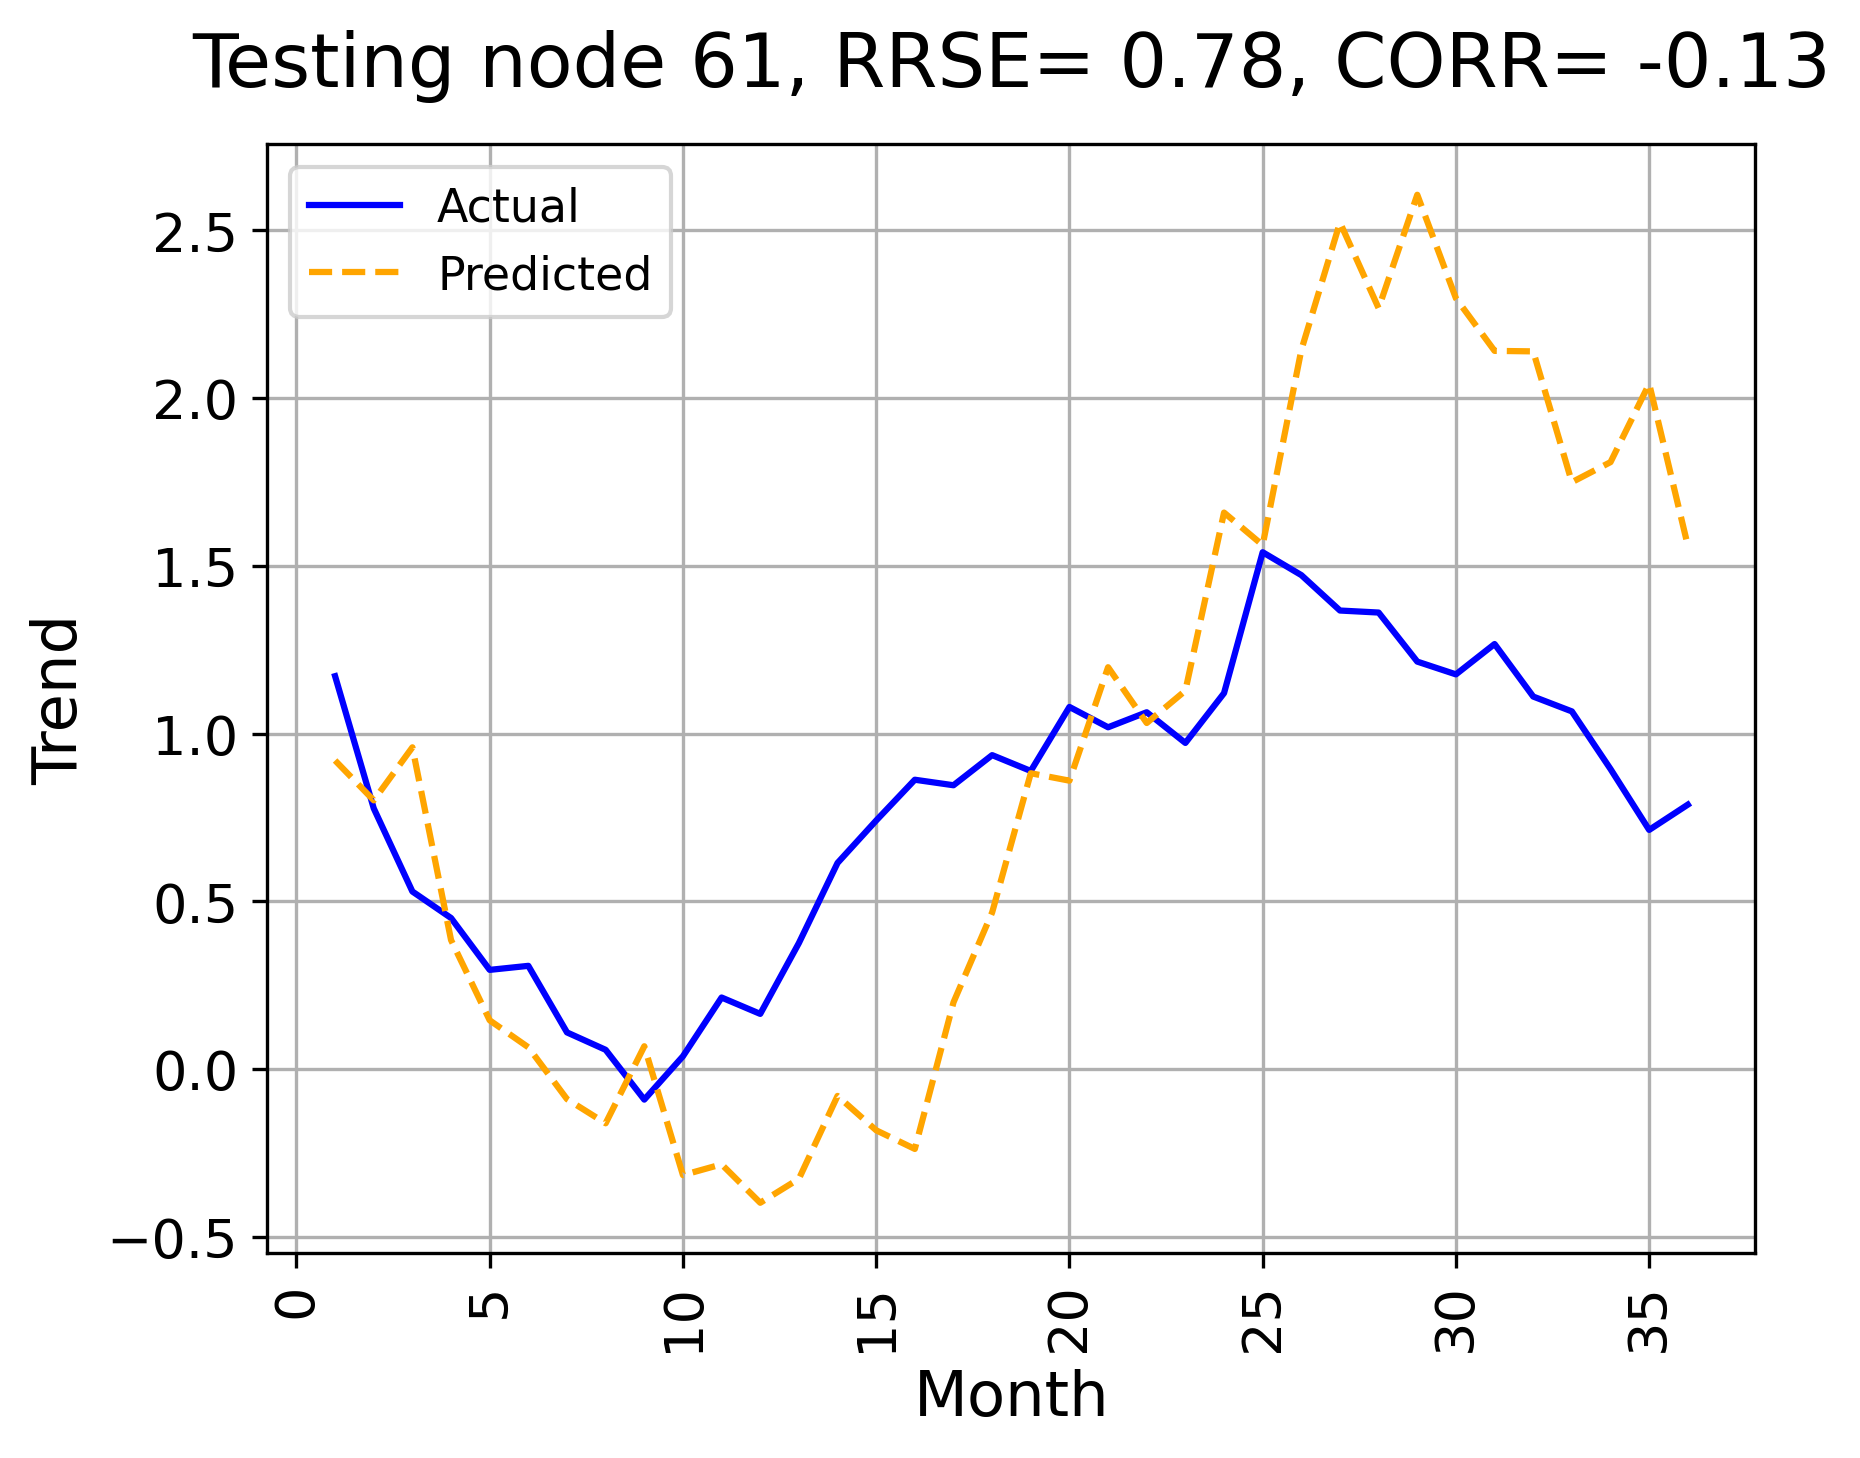 Testing node 61, RRSE= 0.78, CORR= -0.13
Actual
Predicted
2.5
2.0
1.5
1.0
0.5
0.0
−0.5
Trend
0 5 10 15 20 25 30 35
Month